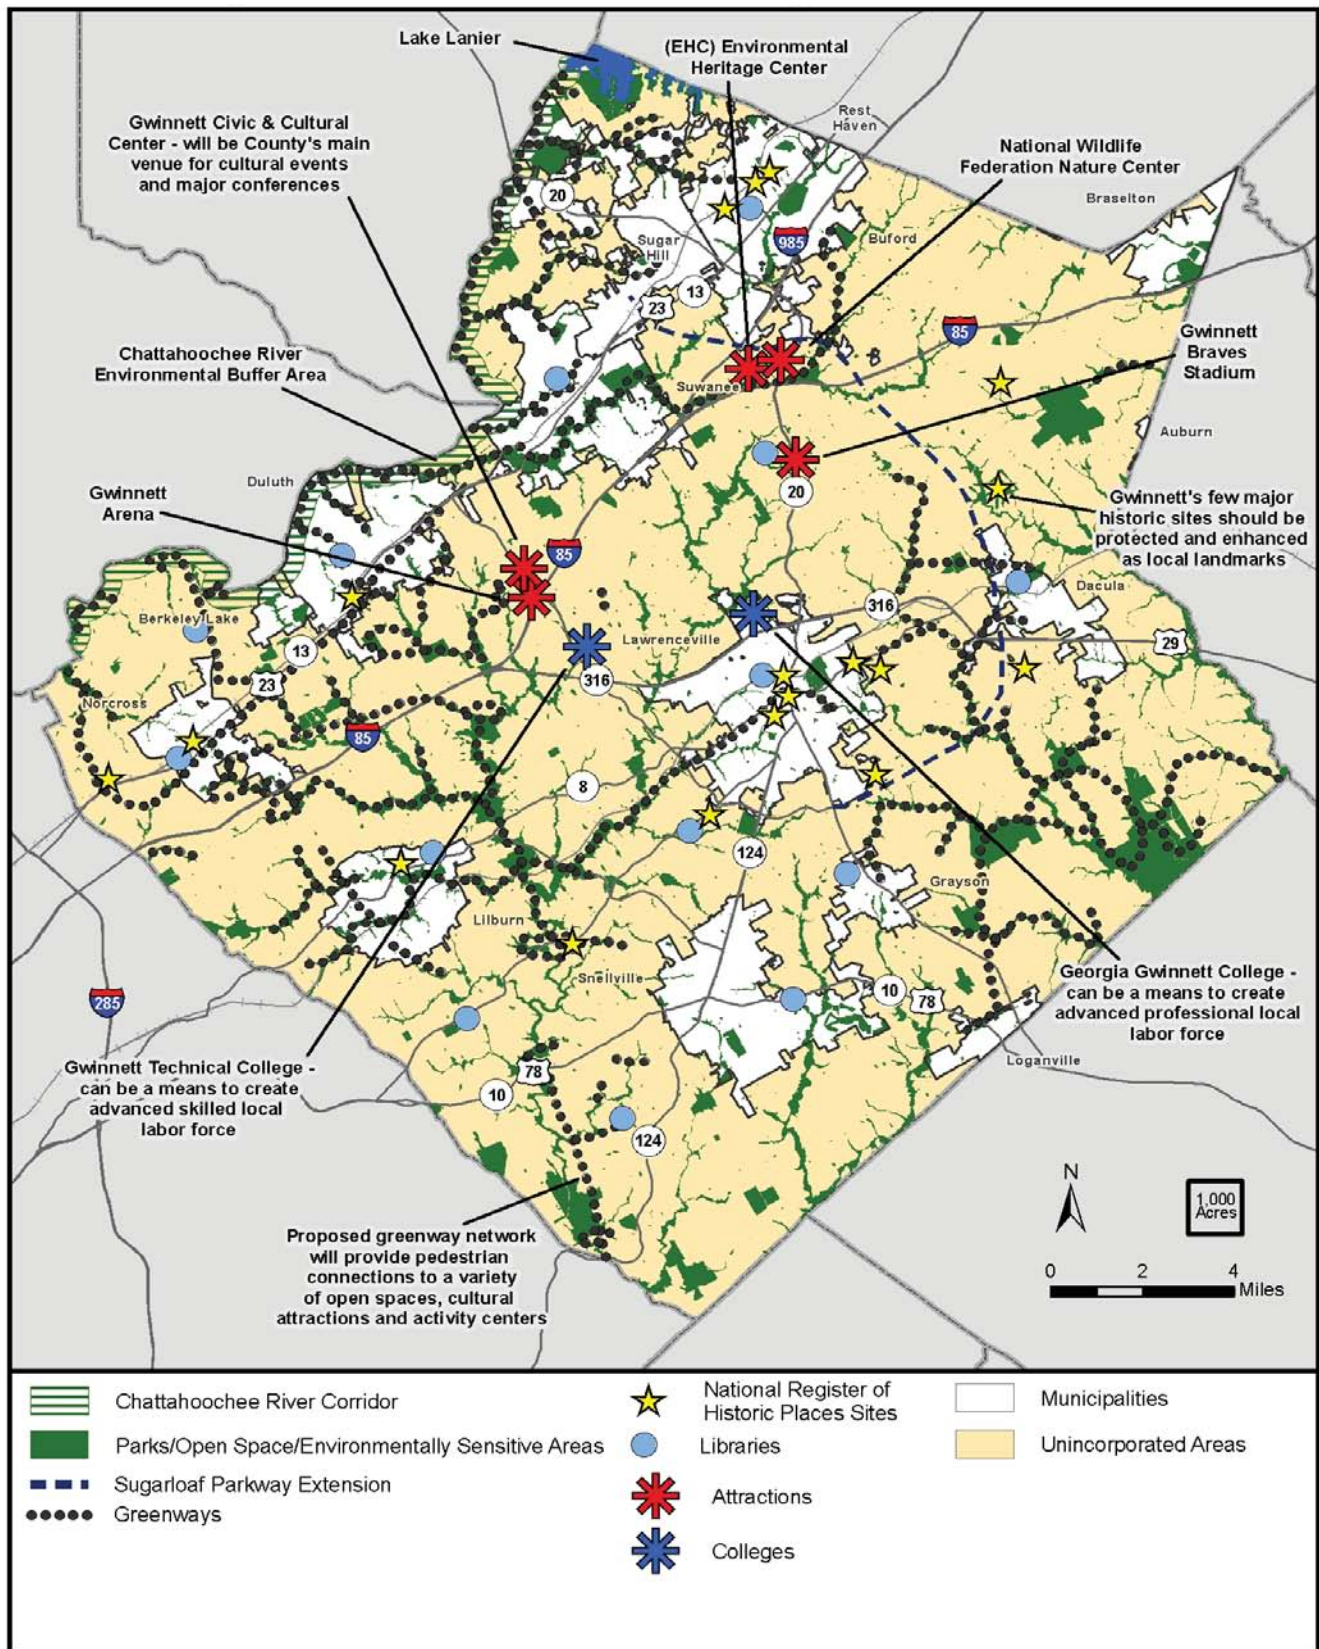 Lake Lanier
(EHC) Environmental
Heritage Center
Rest
Haven
Gwinnett Civic & Cultural
Center - will be County's main
venue for cultural events
and major conferences
National Wildlife
Federation Nature Center
20
Braselton
Sugar
Hill
985
Buford
13
23
85
Gwinnett
Braves
Stadium
Chattahoochee River
Environmental Buffer Area
Suwanee
Auburn
Duluth
20
Gwinnett
Arena
Gwinnett's few major
historic sites should be
protected and enhanced
as local landmarks
85
Dacula
316
Berkeley Lake
Lawrenceville
29
13
316
23
Norcross
85
8
124
Grayson
Lilburn
Snellville
Georgia Gwinnett College -
can be a means to create
advanced professional local
labor force
10
78
285
Loganville
Gwinnett Technical College -
can be a means to create
advanced skilled local
labor force
78
10
124
N
1,000
Acres
Proposed greenway network
will provide pedestrian
connections to a variety
of open spaces, cultural
attractions and activity centers
0 2 4
Miles
Chattahoochee River Corridor
Parks/Open Space/Environmentally Sensitive Areas
Sugarloaf Parkway Extension
Greenways
National Register of
Historic Places Sites
Libraries
Attractions
Colleges
Municipalities
Unincorporated Areas